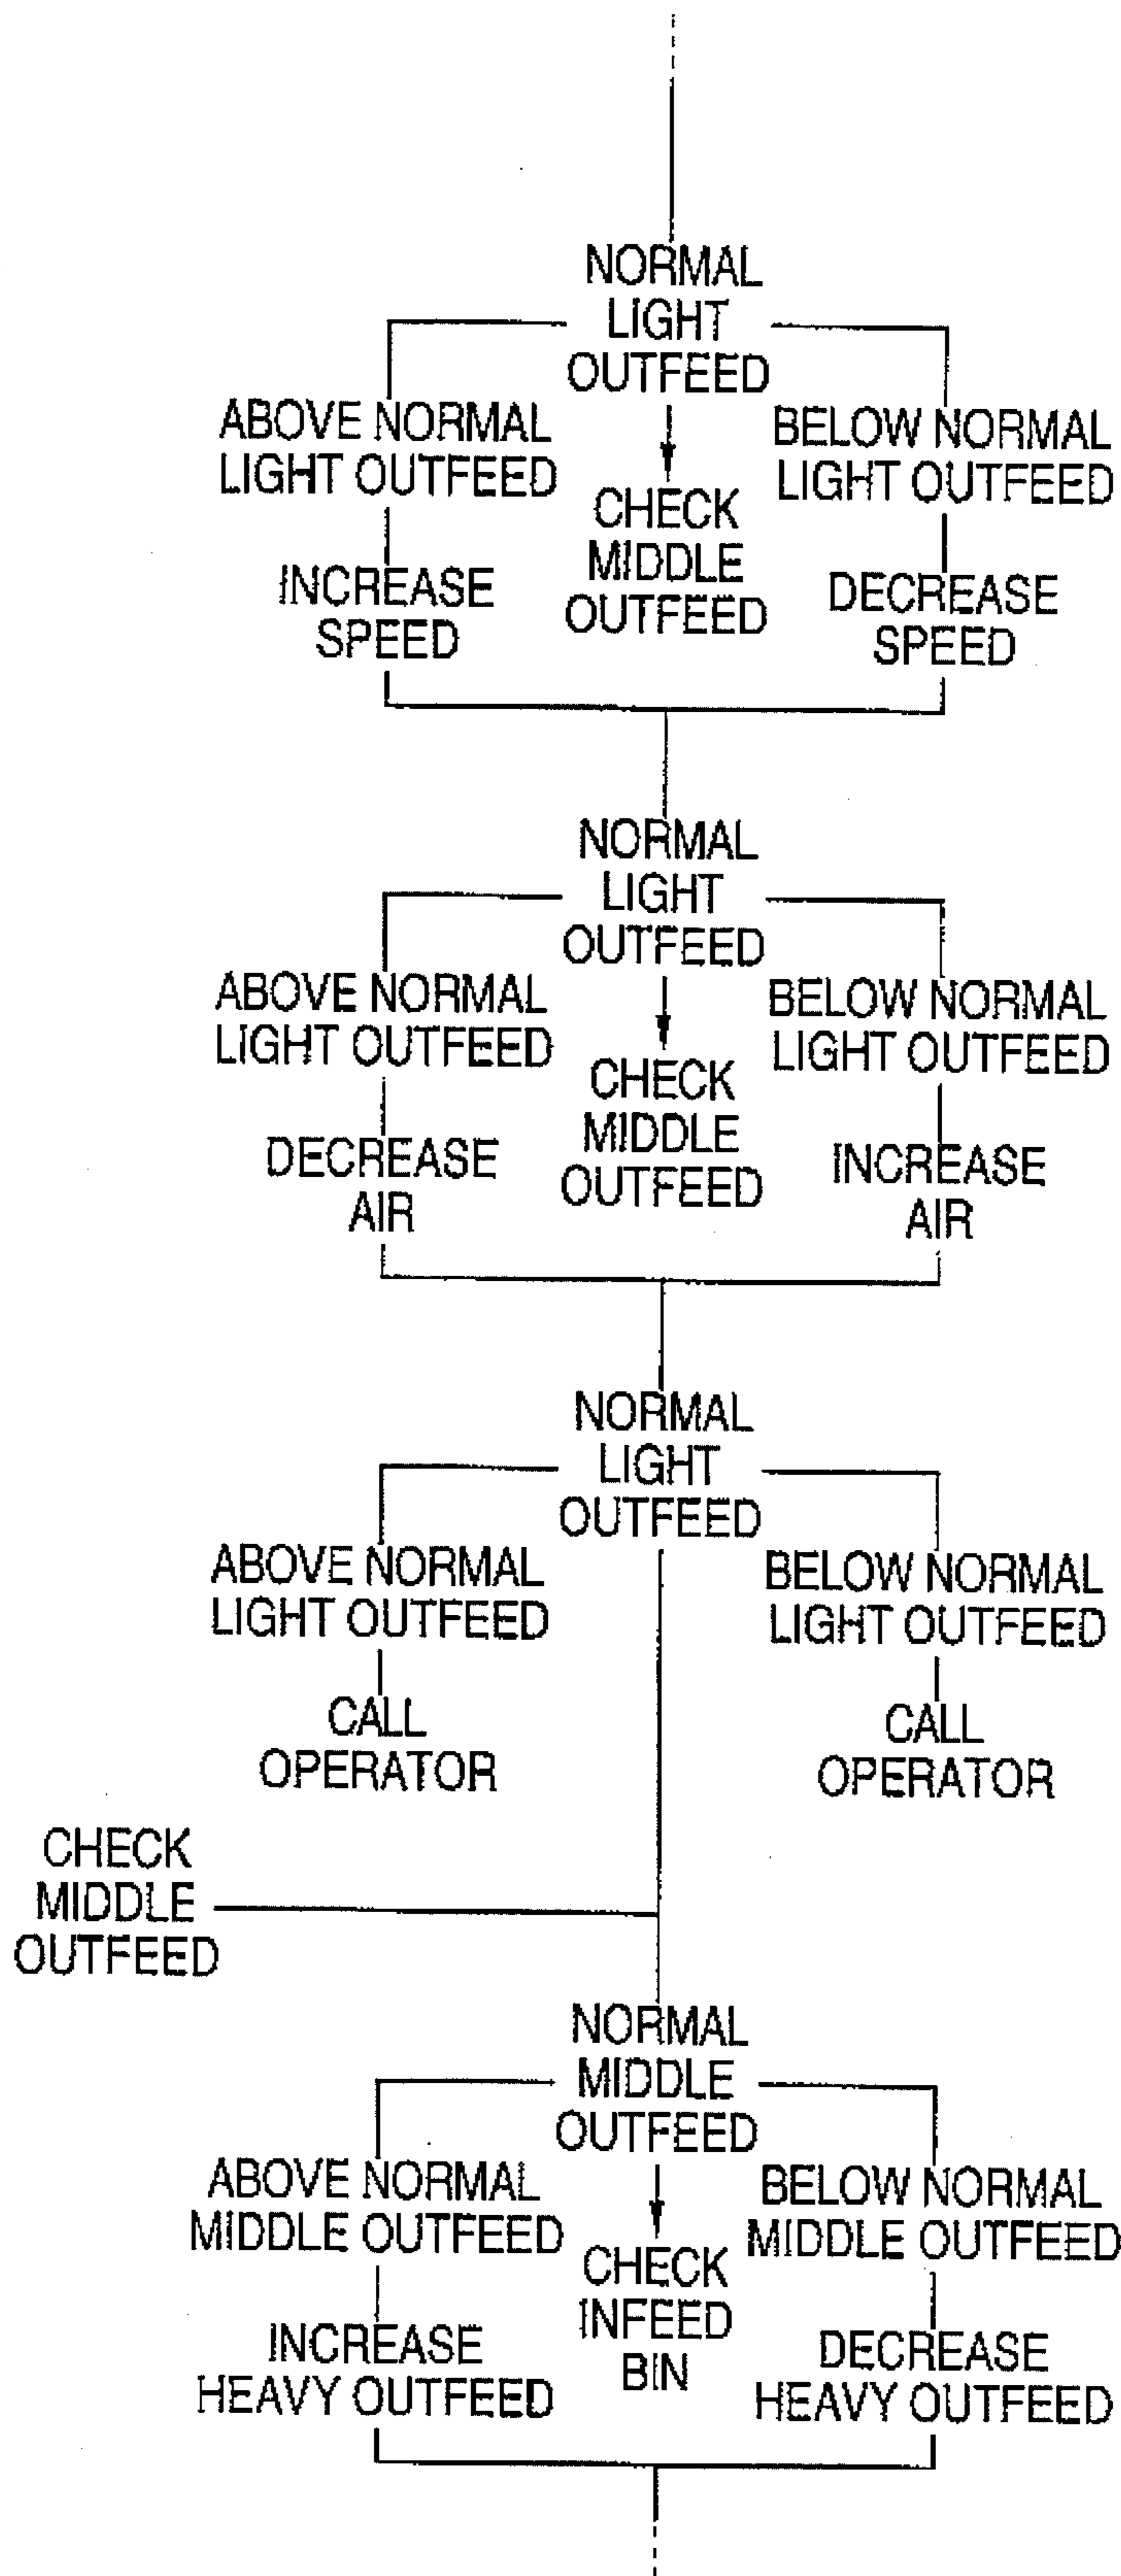 NORMAL
LIGHT
OUTFEED
ABOVE NORMAL
LIGHT OUTFEED
INCREASE
SPEED
CHECK
MIDDLE
OUTFEED
BELOW NORMAL
LIGHT OUTFEED
DECREASE
SPEED
NORMAL
LIGHT
OUTFEED
ABOVE NORMAL
LIGHT OUTFEED
DECREASE
AIR
CHECK
MIDDLE
OUTFEED
BELOW NORMAL
LIGHT OUTFEED
INCREASE
AIR
NORMAL
LIGHT
OUTFEED
ABOVE NORMAL
LIGHT OUTFEED
CALL
OPERATOR
BELOW NORMAL
LIGHT OUTFEED
CALL
OPERATOR
CHECK
MIDDLE
OUTFEED
NORMAL
MIDDLE
OUTFEED
ABOVE NORMAL
MIDDLE OUTFEED
INCREASE
HEAVY OUTFEED
CHECK
INFEED
BIN
BELOW NORMAL
MIDDLE OUTFEED
DECREASE
HEAVY OUTFEED